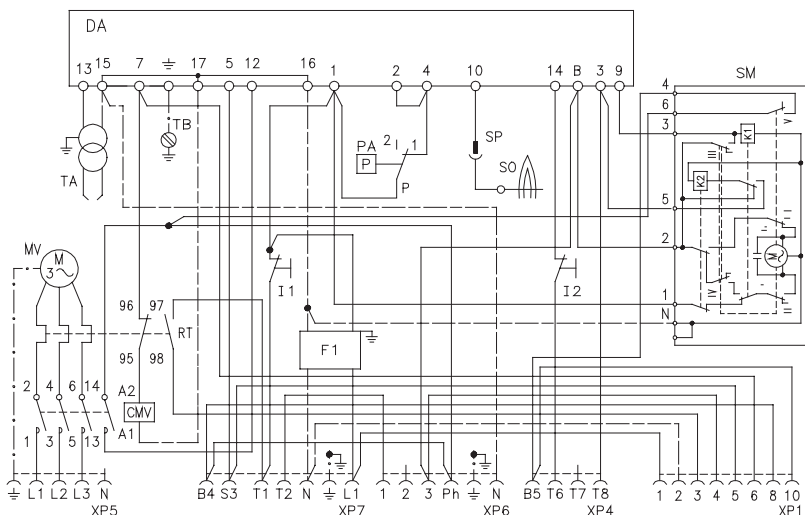 DA
13 15 7 17 5 12 16 1 2 4 10 14 B 3 9
SM
4
6
3
5
2
1
N
V
K1
III
K2
II
I
M
IV
I
III
TB
TA
PA
P
2 1
P
SP
SO
MV
M
3
I1
I2
96 97
RT
95 98
F1
2 4 6 14 A2
CMV
1 3 5 13 A1
L1 L2 L3 N
XP5
B4 S3 T1 T2 N L1
XP7
1 2 3 Ph N
XP6
B5 T6 T7 T8
XP4
1 2 3 4 5 6 8 10
XP1